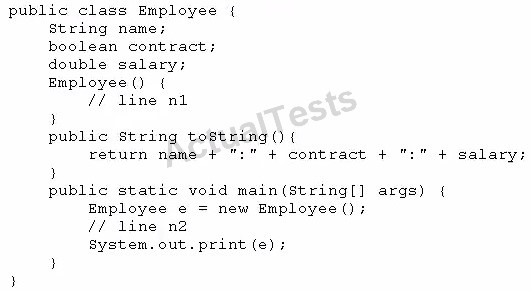 public class Employee {
    String name;
    boolean contract;
    double salary;
    Employee() {
        // line n1
    }
    public String toString(){
        return name + ":" + contract + ":" + salary;
    }
    public static void main(String[] args) {
        Employee e = new Employee();
        // line n2
        System.out.print(e);
    }
}
ActualTests